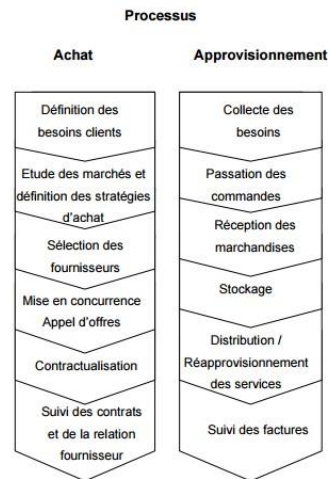 Processus
Achat
Approvisionnement
Définition des
besoins clients
Etude des marchés et
définition des stratégies
d'achat
Sélection des
fournisseurs
Mise en concurrence
Appel d'offres
Contractualisation
Suivi des contrats
et de la relation
fournisseur
Collecte des
besoins
Passation des
commandes
Réception des
marchandises
Stockage
Distribution /
Réapprovisionnement
des services
Suivi des factures